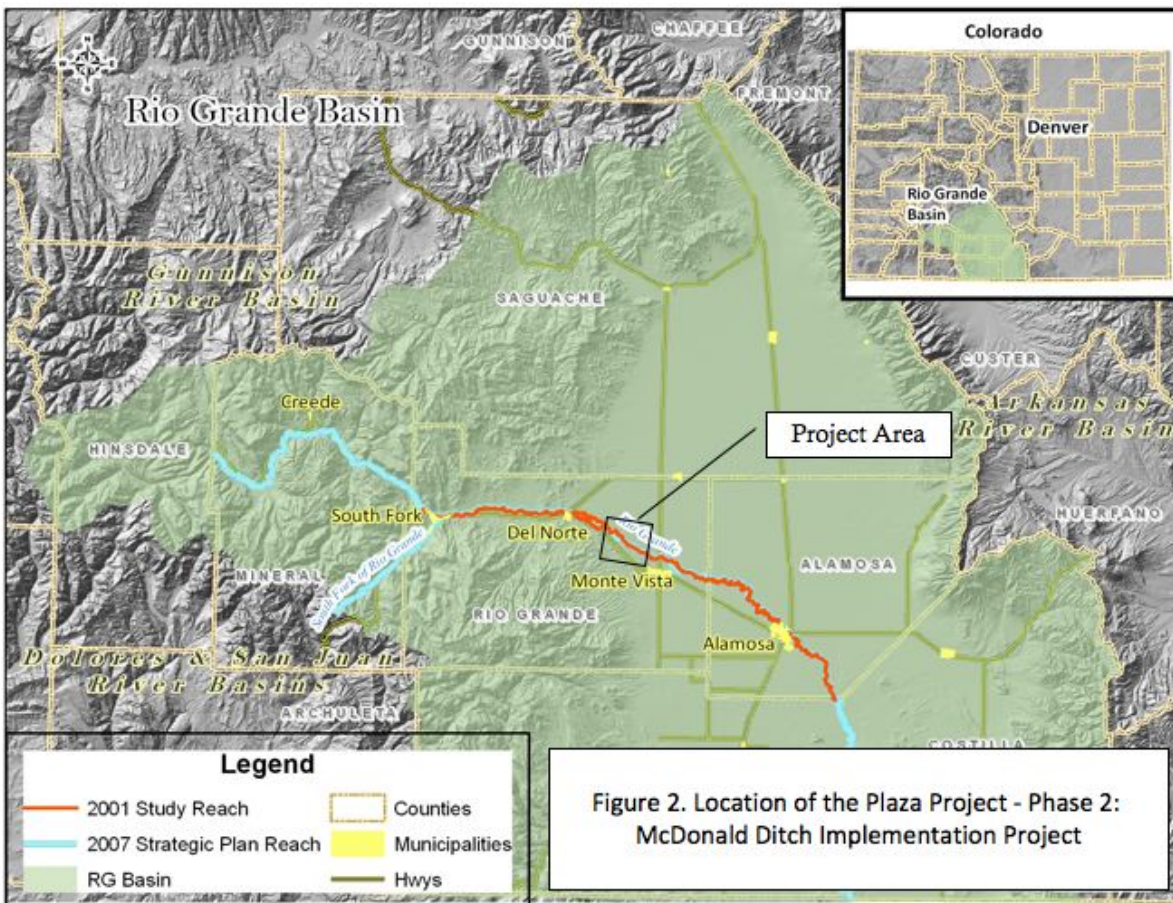 GUNNISON
CHAFFEE
FREMONT
N
Rio Grande Basin
Colorado
Denver
Rio Grande
Basin
Gunnison
River Basin
SAGUACHE
CUSTER
Arkansas
River Basin
Creede
HINSDALE
Project Area
HUERFANO
South Fork
Del Norte
Rio Grande
South Fork of Rio Grande
MINERAL
Monte Vista
ALAMOSA
RIO GRANDE
Alamosa
Dolores & San Juan
River Basins
ARCHULETA
COSTILLA
Legend
2001 Study Reach
Counties
2007 Strategic Plan Reach
Municipalities
RG Basin
Hwys
Figure 2. Location of the Plaza Project - Phase 2:
McDonald Ditch Implementation Project